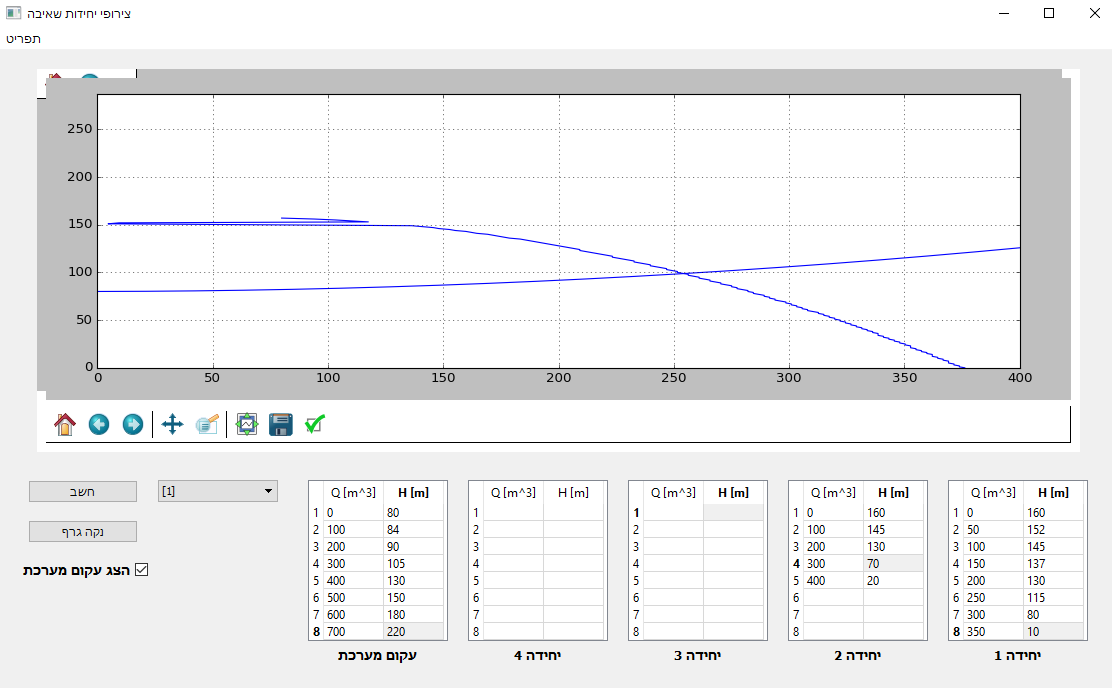 צירופי יחידות שאיבה
תפריט
250
200
150
100
50
0
0 50 100 150 200 250 300 350 400
חשב
[1]
נקה גרף
הצג עקום מערכת
Q [m^3] H [m]
1 0 80
2 100 84
3 200 90
4 300 105
5 400 130
6 500 150
7 600 180
8 700 220
עקום מערכת
Q [m^3] H [m]
1
2
3
4
5
6
7
8
יחידה 4
Q [m^3] H [m]
1
2
3
4
5
6
7
8
יחידה 3
Q [m^3] H [m]
1 0 160
2 100 145
3 200 130
4 300 70
5 400 20
6
7
8
יחידה 2
Q [m^3] H [m]
1 0 160
2 50 152
3 100 145
4 150 137
5 200 130
6 250 115
7 300 80
8 350 10
יחידה 1